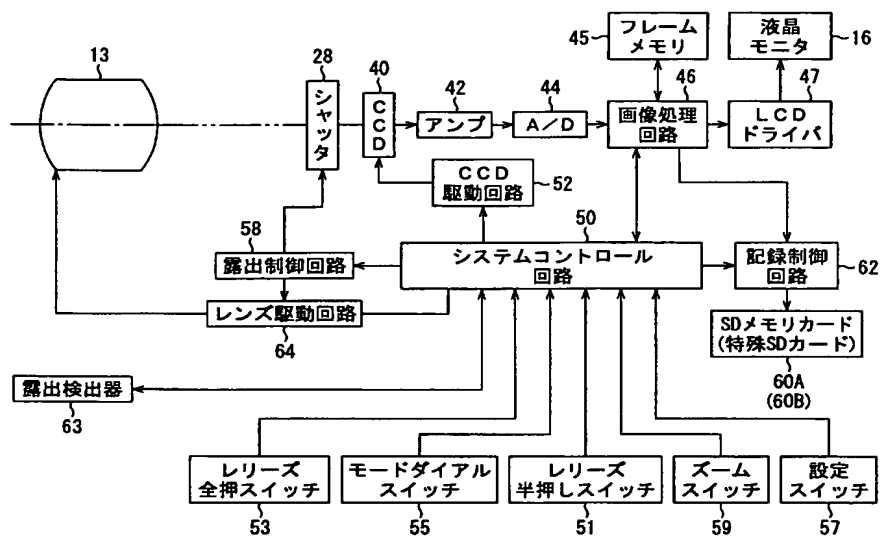 13
28
シャッタ
40
CCD
42
アンプ
44
A/D
45
フレーム
メモリ
46
画像処理
回路
液晶
モニタ
16
47
LCD
ドライバ
CCD
駆動回路
52
50
システムコントロール
回路
58
露出制御回路
レンズ駆動回路
64
記録制御
回路
62
SDメモリカード
(特殊SDカード)
60A
(60B)
露出検出器
63
レリーズ
全押スイッチ
53
モードダイアル
スイッチ
55
レリーズ
半押しスイッチ
51
ズーム
スイッチ
59
設定
スイッチ
57